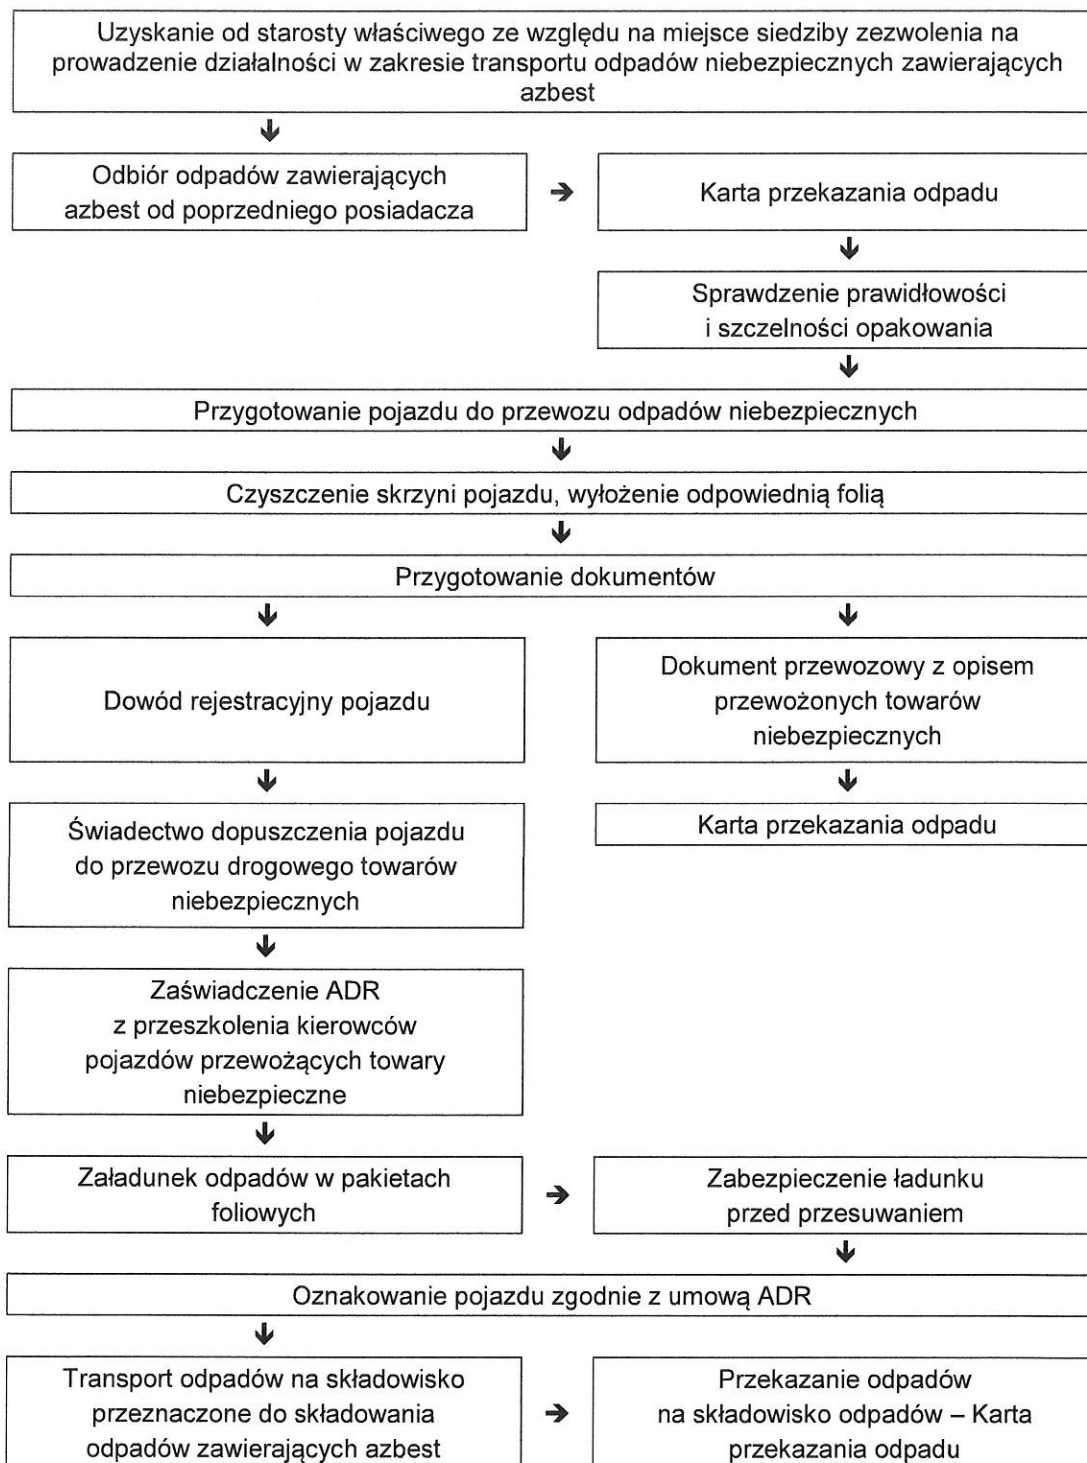 Uzyskanie od starosty właściwego ze względu na miejsce siedziby zezwolenia na
prowadzenie działalności w zakresie transportu odpadów niebezpiecznych zawierających
azbest
Odbiór odpadów zawierających
azbest od poprzedniego posiadacza
Karta przekazania odpadu
Sprawdzenie prawidłowości
i szczelności opakowania
Przygotowanie pojazdu do przewozu odpadów niebezpiecznych
Czyszczenie skrzyni pojazdu, wyłożenie odpowiednią folią
Przygotowanie dokumentów
Dowód rejestracyjny pojazdu
Dokument przewozowy z opisem
przewożonych towarów
niebezpiecznych
Świadectwo dopuszczenia pojazdu
do przewozu drogowego towarów
niebezpiecznych
Karta przekazania odpadu
Zaświadczenie ADR
z przeszkolenia kierowców
pojazdów przewożących towary
niebezpieczne
Załadunek odpadów w pakietach
foliowych
Zabezpieczenie ładunku
przed przesuwaniem
Oznakowanie pojazdu zgodnie z umową ADR
Transport odpadów na składowisko
przeznaczone do składowania
odpadów zawierających azbest
Przekazanie odpadów
na składowisko odpadów – Karta
przekazania odpadu